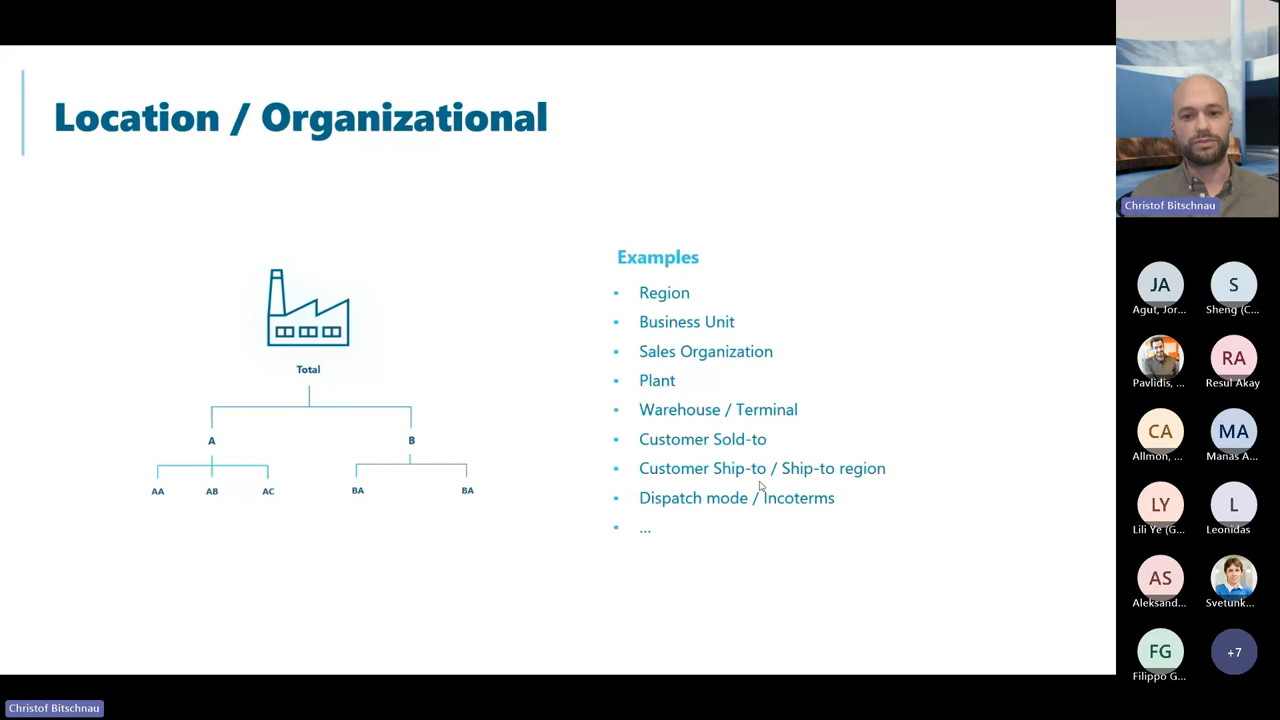 Location / Organizational
Total
A
B
AA
AB
AC
BA
BA
Examples
Region
Business Unit
Sales Organization
Plant
Warehouse / Terminal
Customer Sold-to
Customer Ship-to / Ship-to region
Dispatch mode / Incoterms
...
Christof Bitschnau
JA
Agut, Jor...
S
Sheng (C...
Pavlidis, ...
RA
Resul Akay
CA
Allmon, ...
MA
Manas A...
LY
Lili Ye (G...
L
Leonidas
AS
Aleksand...
Svetunk...
FG
Filippo G...
+7
Christof Bitschnau